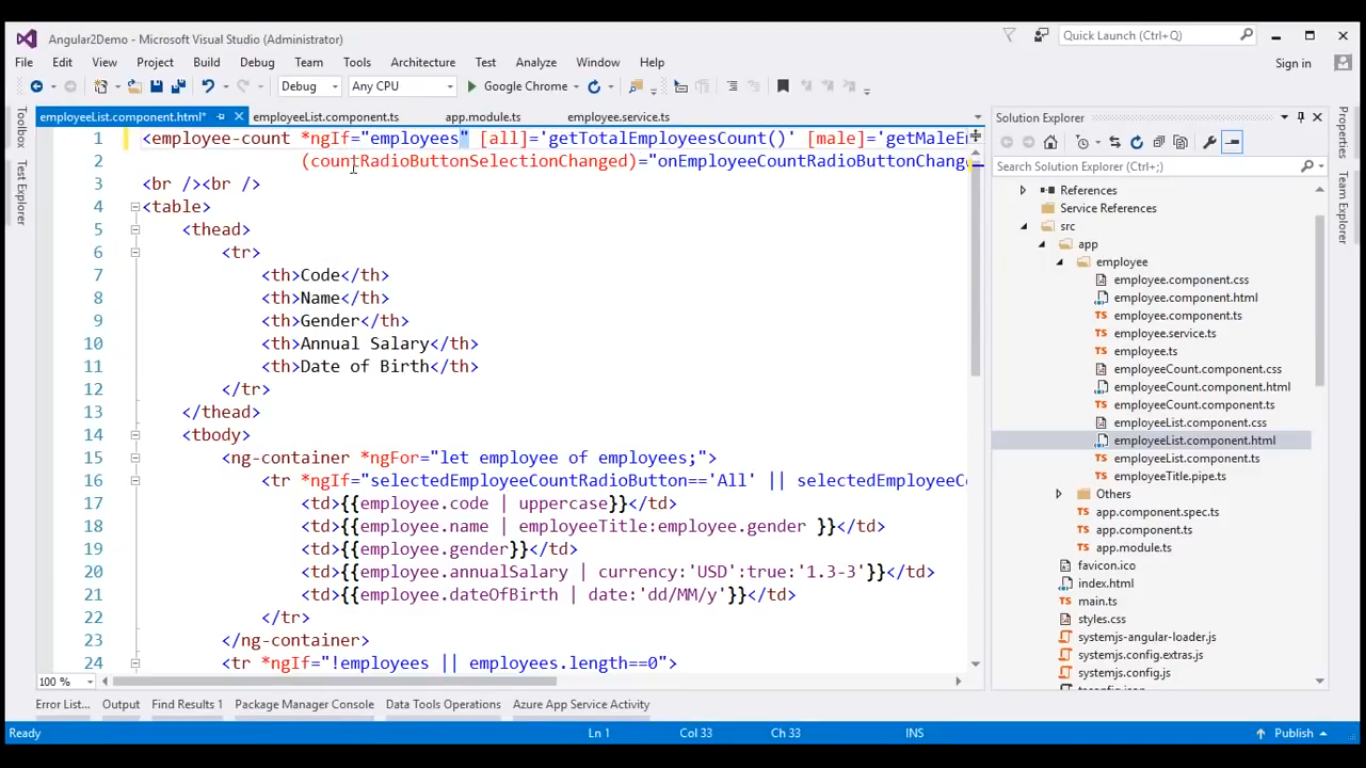 Angular2Demo - Microsoft Visual Studio (Administrator)
Quick Launch (Ctrl+Q)
File Edit View Project Build Debug Team Tools Architecture Test Analyze Window Help
Sign in
Debug Any CPU Google Chrome
Toolbox
Test Explorer
employeeList.component.html* employeeList.component.ts app.module.ts employee.service.ts
1 <employee-count *ngIf="employees" [all]='getTotalEmployeesCount()' [male]='getMaleE
2 (countRadioButtonSelectionChanged)="onEmployeeCountRadioButtonChange
3 <br /><br />
4 <table>
5 <thead>
6 <tr>
7 <th>Code</th>
8 <th>Name</th>
9 <th>Gender</th>
10 <th>Annual Salary</th>
11 <th>Date of Birth</th>
12 </tr>
13 </thead>
14 <tbody>
15 <ng-container *ngFor="let employee of employees;">
16 <tr *ngIf="selectedEmployeeCountRadioButton=='All' || selectedEmployeeC
17 <td>{{employee.code | uppercase}}</td>
18 <td>{{employee.name | employeeTitle:employee.gender }}</td>
19 <td>{{employee.gender}}</td>
20 <td>{{employee.annualSalary | currency:'USD':true:'1.3-3'}}</td>
21 <td>{{employee.dateOfBirth | date:'dd/MM/y'}}</td>
22 </tr>
23 </ng-container>
24 <tr *ngIf="!employees || employees.length==0">
100 %
Solution Explorer
Search Solution Explorer (Ctrl+;)
References
Service References
src
app
employee
employee.component.css
employee.component.html
TS employee.component.ts
TS employee.service.ts
TS employee.ts
employeeCount.component.css
employeeCount.component.html
TS employeeCount.component.ts
employeeList.component.css
employeeList.component.html
TS employeeList.component.ts
TS employeeTitle.pipe.ts
Others
TS app.component.spec.ts
TS app.component.ts
TS app.module.ts
favicon.ico
index.html
TS main.ts
styles.css
systemjs-angular-loader.js
systemjs.config.extras.js
systemjs.config.js
Properties
Team Explorer
Error List... Output Find Results 1 Package Manager Console Data Tools Operations Azure App Service Activity
Ready Ln 1 Col 33 Ch 33 INS Publish